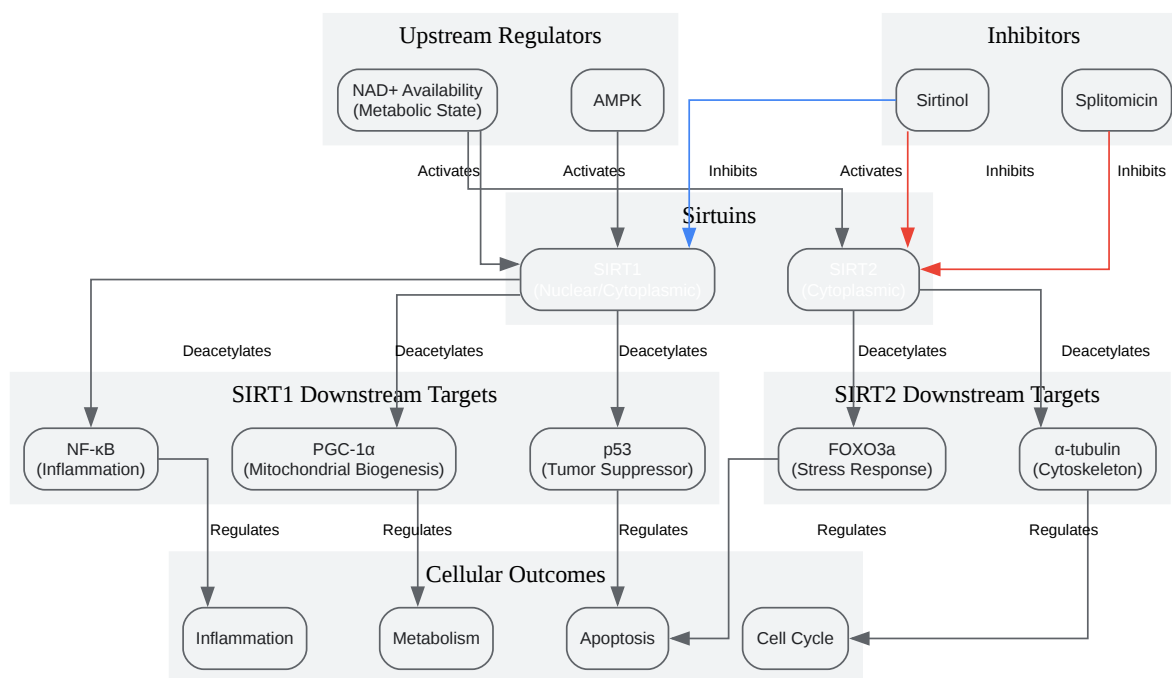 Upstream Regulators
Inhibitors
NAD+ Availability
(Metabolic State)
AMPK
Sirtinol
Splitomicin
Activates
Activates
Inhibits
Activates
Inhibits
Inhibits
Sirtuins
SIRT1
(Nuclear/Cytoplasmic)
SIRT2
(Cytoplasmic)
Deacetylates
Deacetylates
Deacetylates
Deacetylates
Deacetylates
SIRT1 Downstream Targets
SIRT2 Downstream Targets
NF-κB
(Inflammation)
PGC-1α
(Mitochondrial Biogenesis)
p53
(Tumor Suppressor)
FOXO3a
(Stress Response)
α-tubulin
(Cytoskeleton)
Regulates
Regulates
Regulates
Regulates
Regulates
Cellular Outcomes
Inflammation
Metabolism
Apoptosis
Cell Cycle